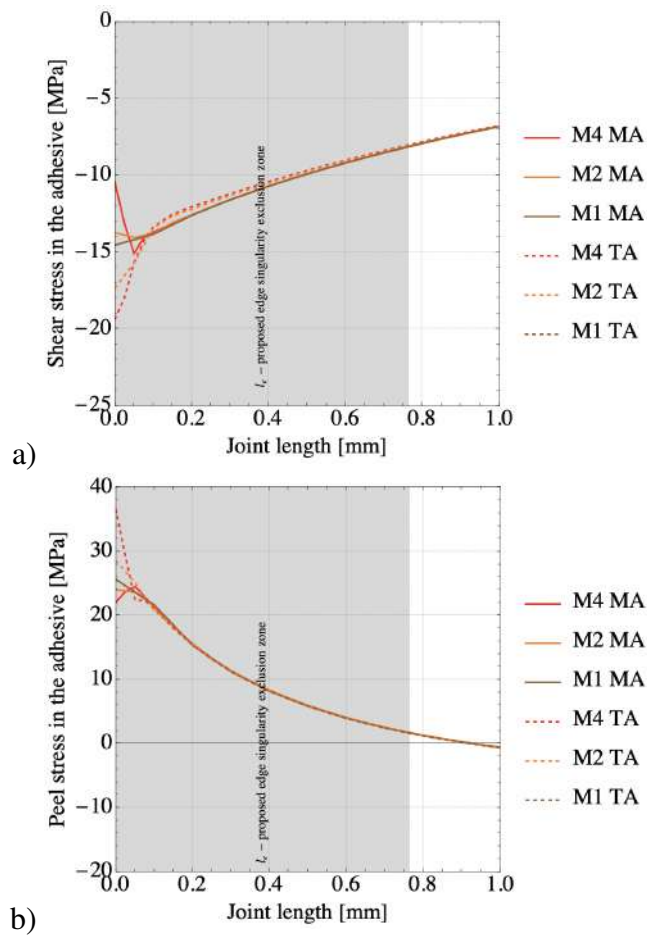 0
−5
−10
−15
−20
−25
Shear stress in the adhesive [MPa]
l_e – proposed edge singularity exclusion zone
0.0 0.2 0.4 0.6 0.8 1.0
Joint length [mm]
M4 MA
M2 MA
M1 MA
M4 TA
M2 TA
M1 TA
a)
40
30
20
10
0
−10
−20
Peel stress in the adhesive [MPa]
l_e – proposed edge singularity exclusion zone
0.0 0.2 0.4 0.6 0.8 1.0
Joint length [mm]
M4 MA
M2 MA
M1 MA
M4 TA
M2 TA
M1 TA
b)